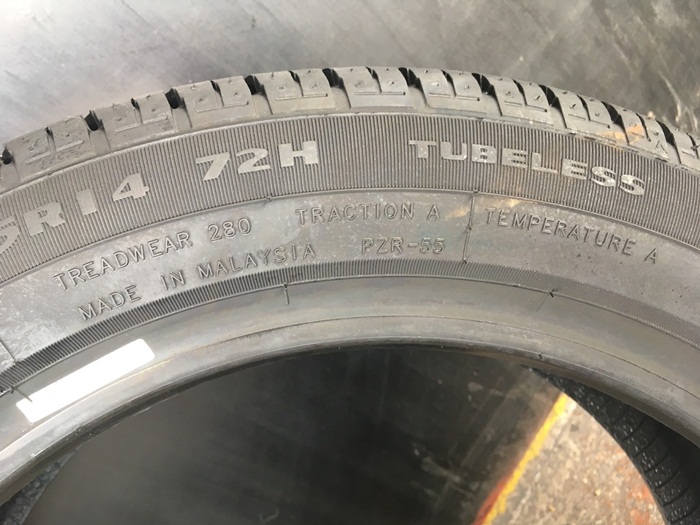 5R14 72H TUBELESS
TREADWEAR 280 TRACTION A TEMPERATURE A
MADE IN MALAYSIA PZR-55